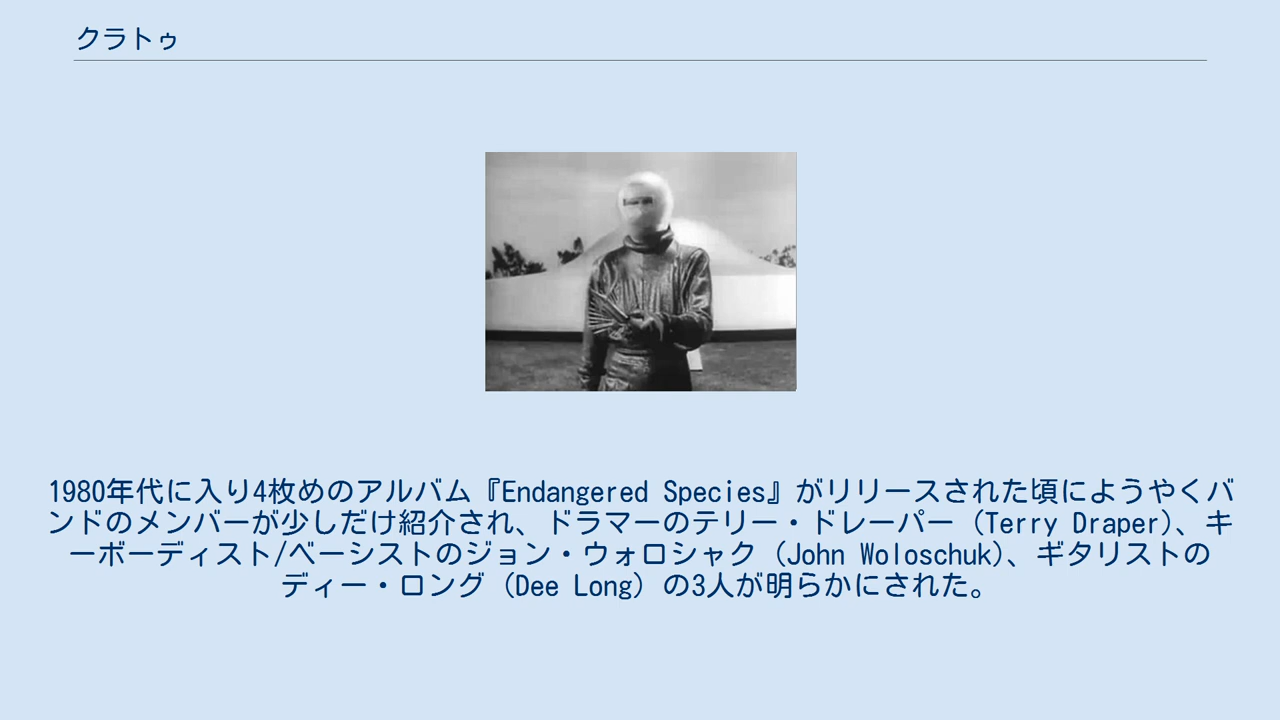 クラトゥ
1980年代に入り4枚めのアルバム『Endangered Species』がリリースされた頃にようやくバ
ンドのメンバーが少しだけ紹介され、ドラマーのテリー・ドレーパー（Terry Draper）、キ
ーボーディスト/ベーシストのジョン・ウォロシャク（John Woloschuk）、ギタリストの
ディー・ロング（Dee Long）の3人が明らかにされた。